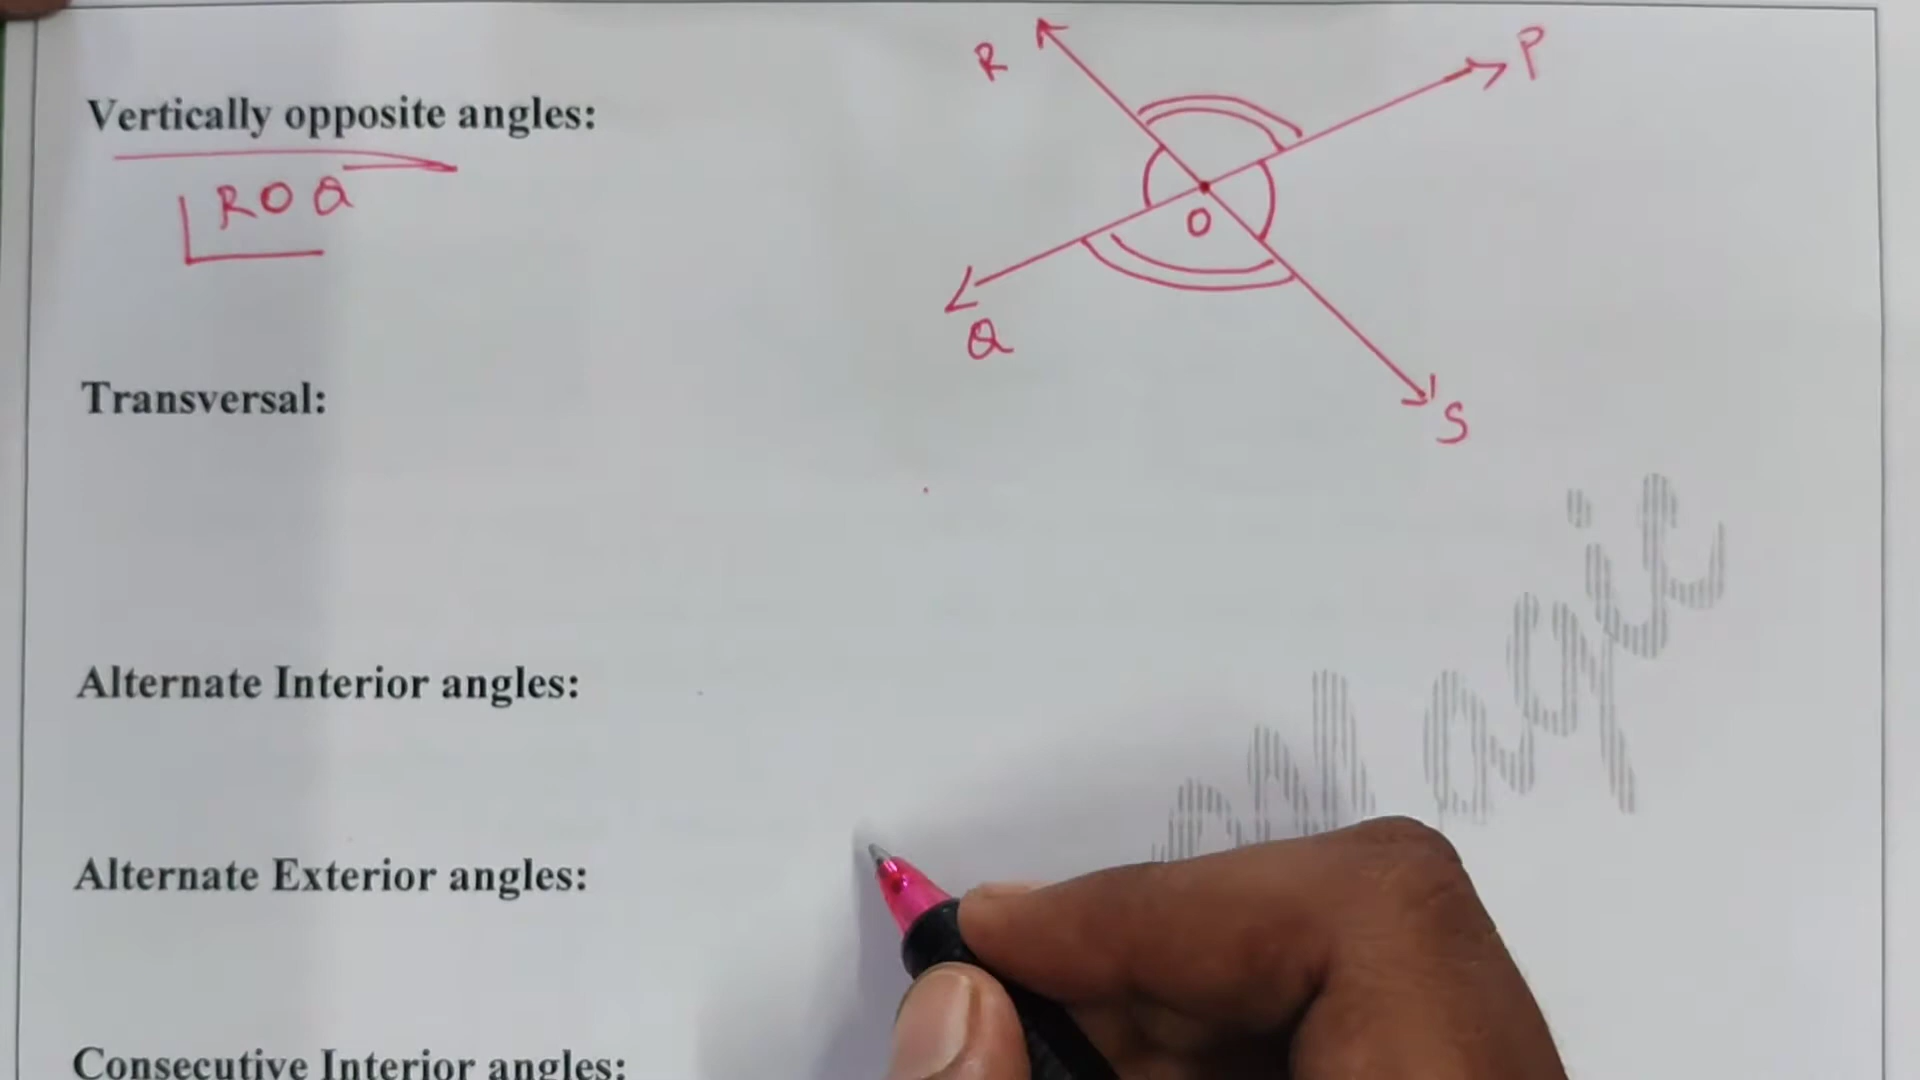 R
P
Vertically opposite angles:
ROQ
O
Q
Transversal:
S
Alternate Interior angles:
Alternate Exterior angles:
Consecutive Interior angles: